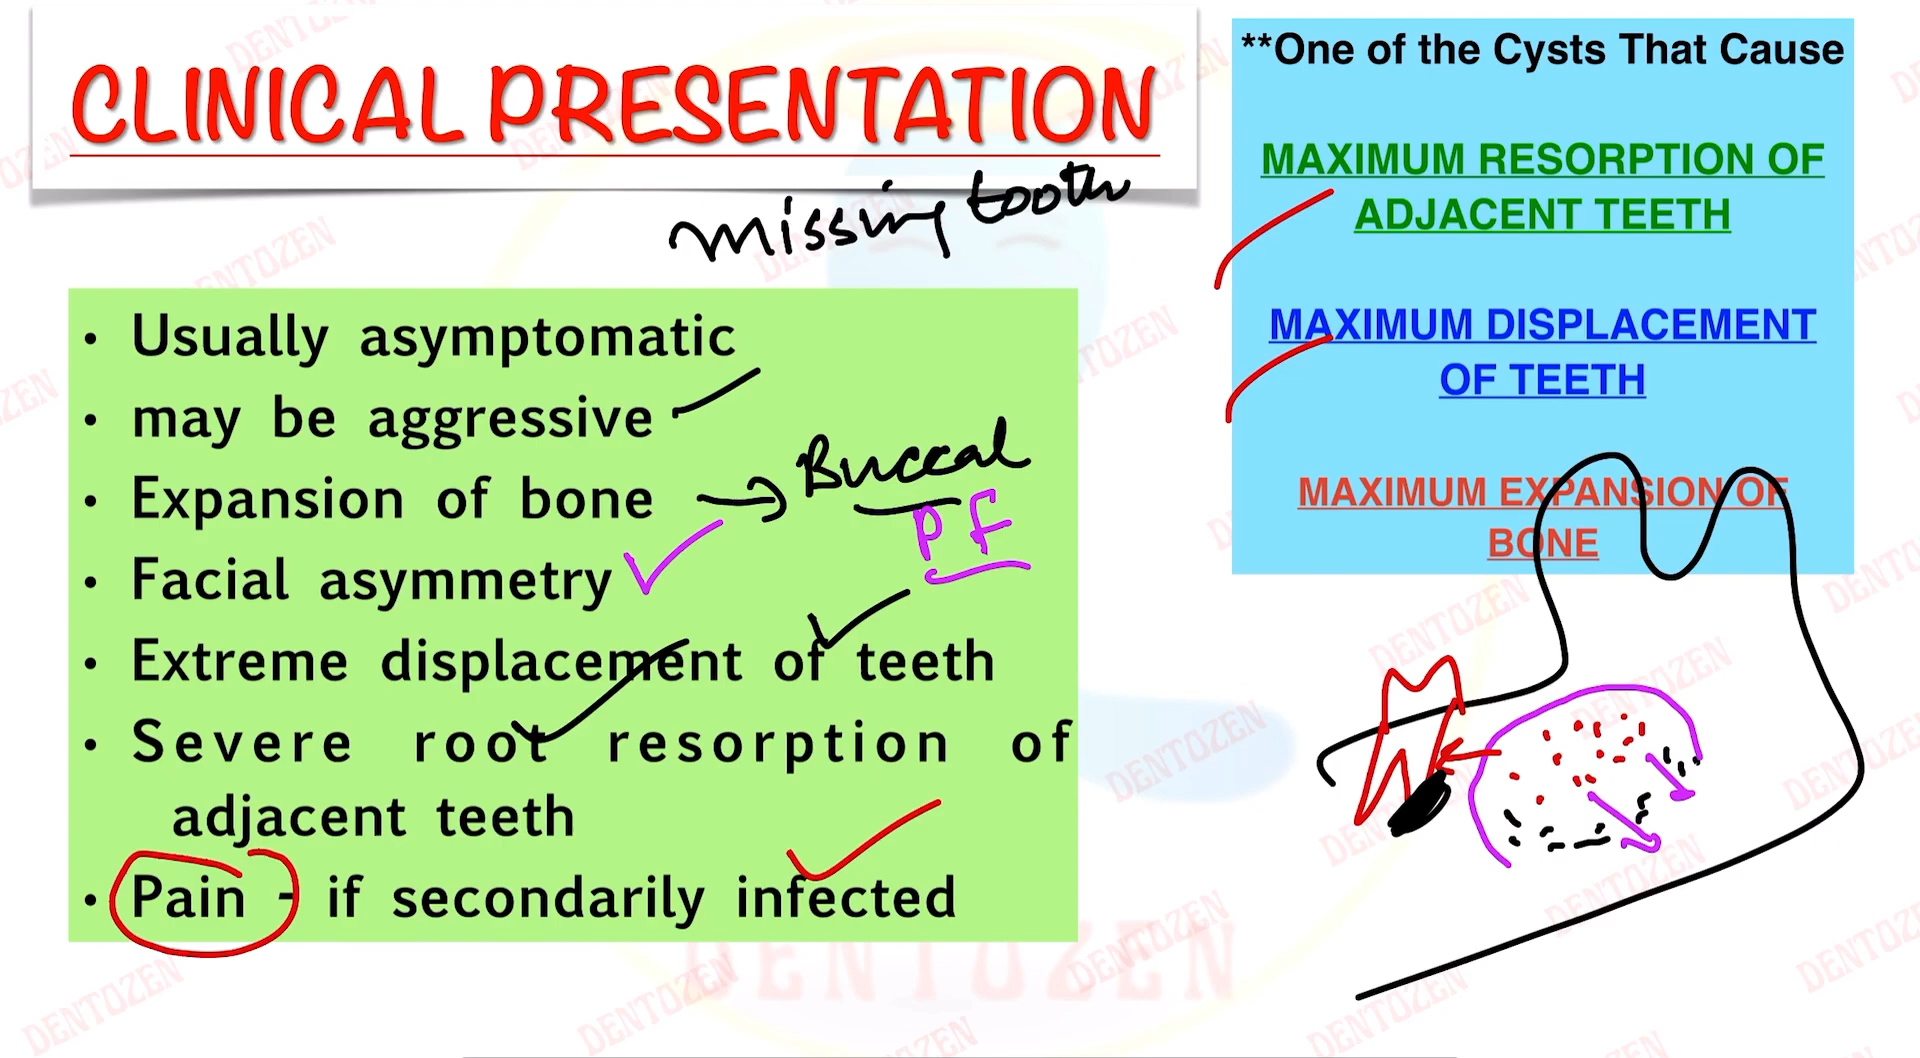 CLINICAL PRESENTATION
missing tooth
• Usually asymptomatic
• may be aggressive
• Expansion of bone → Buccal
P F
• Facial asymmetry
• Extreme displacement of teeth
• Severe root resorption of
adjacent teeth
• Pain - if secondarily infected
**One of the Cysts That Cause
MAXIMUM RESORPTION OF
ADJACENT TEETH
MAXIMUM DISPLACEMENT
OF TEETH
MAXIMUM EXPANSION OF
BONE
DENTOZEN